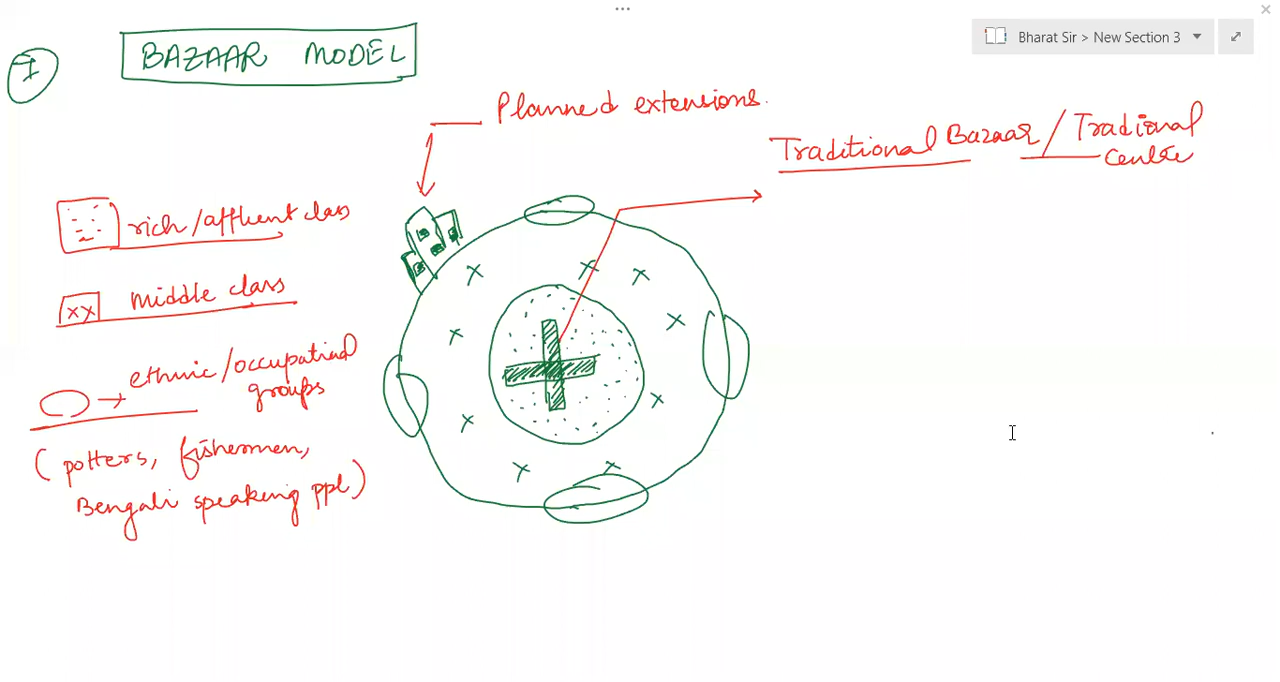 Bharat Sir > New Section 3
I
BAZAAR MODEL
Planned extensions.
Traditional Bazaar / Tradional
centre
rich/affluent class
xx middle class
ethnic/occupational
groups
(potters, fishermen,
Bengali speaking ppl)